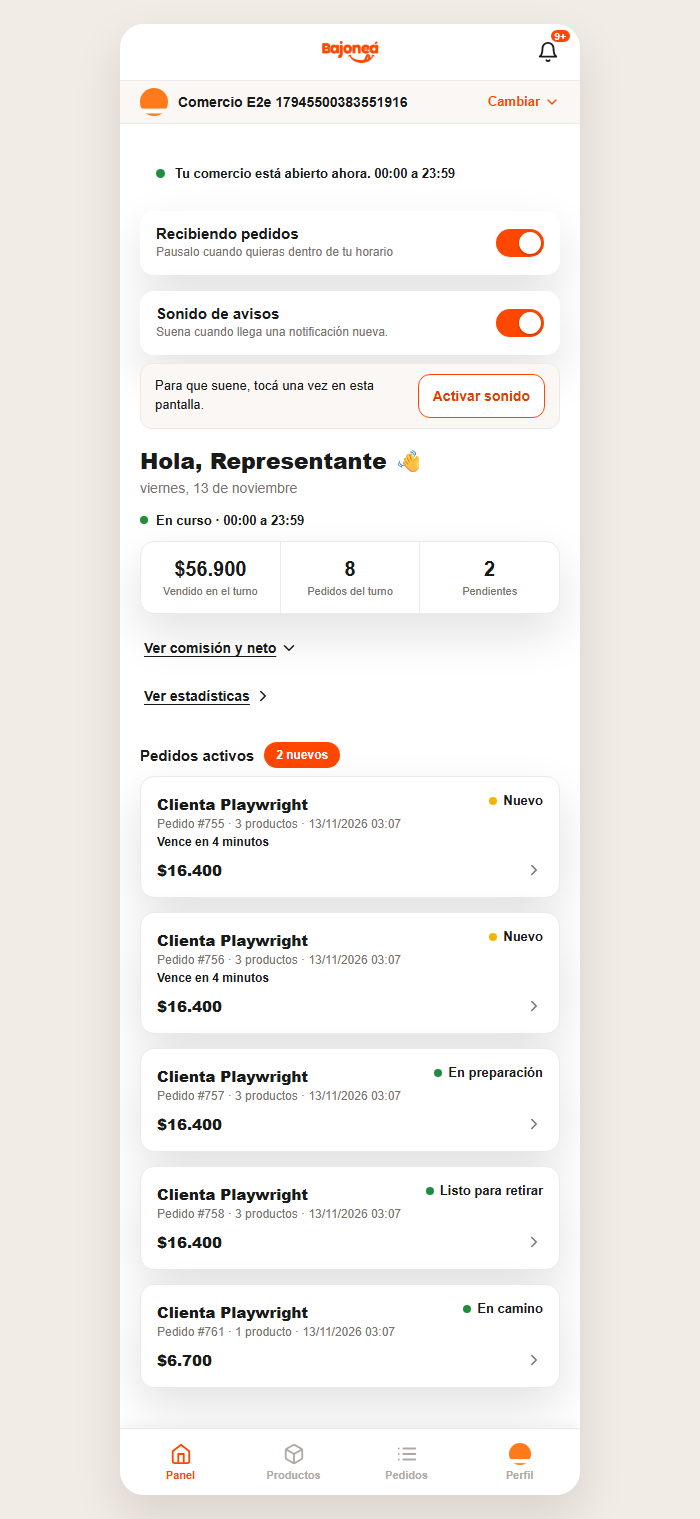 Bajoneá
9+
Comercio E2e 17945500383551916
Cambiar
Tu comercio está abierto ahora. 00:00 a 23:59
Recibiendo pedidos
Pausalo cuando quieras dentro de tu horario
Sonido de avisos
Suena cuando llega una notificación nueva.
Para que suene, tocá una vez en esta
pantalla.
Activar sonido
Hola, Representante 👋
viernes, 13 de noviembre
En curso · 00:00 a 23:59
$56.900
Vendido en el turno
8
Pedidos del turno
2
Pendientes
Ver comisión y neto
Ver estadísticas
Pedidos activos
2 nuevos
Clienta Playwright
Nuevo
Pedido #755 · 3 productos · 13/11/2026 03:07
Vence en 4 minutos
$16.400
Clienta Playwright
Nuevo
Pedido #756 · 3 productos · 13/11/2026 03:07
Vence en 4 minutos
$16.400
Clienta Playwright
En preparación
Pedido #757 · 3 productos · 13/11/2026 03:07
$16.400
Clienta Playwright
Listo para retirar
Pedido #758 · 3 productos · 13/11/2026 03:07
$16.400
Clienta Playwright
En camino
Pedido #761 · 1 producto · 13/11/2026 03:07
$6.700
Panel
Productos
Pedidos
Perfil